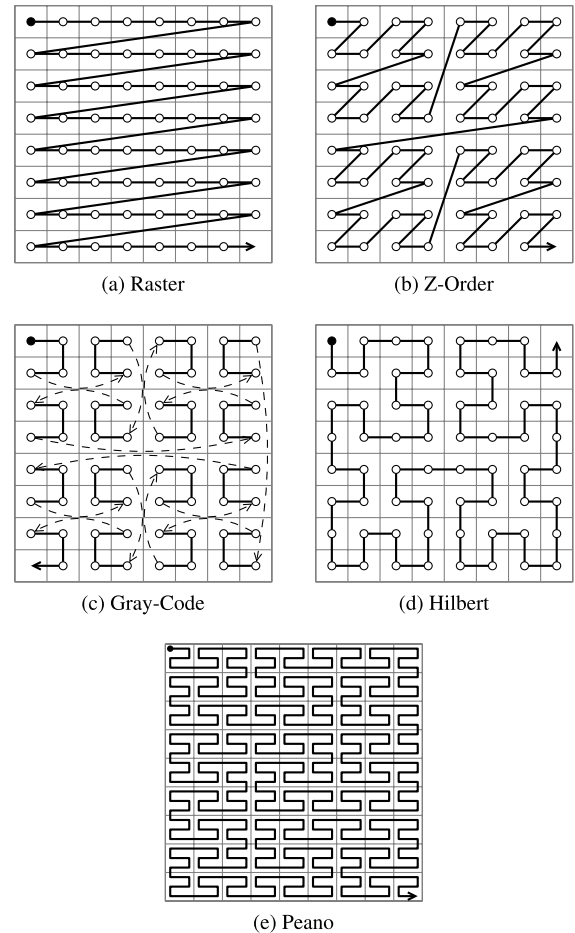 (a) Raster
(b) Z-Order
(c) Gray-Code
(d) Hilbert
(e) Peano